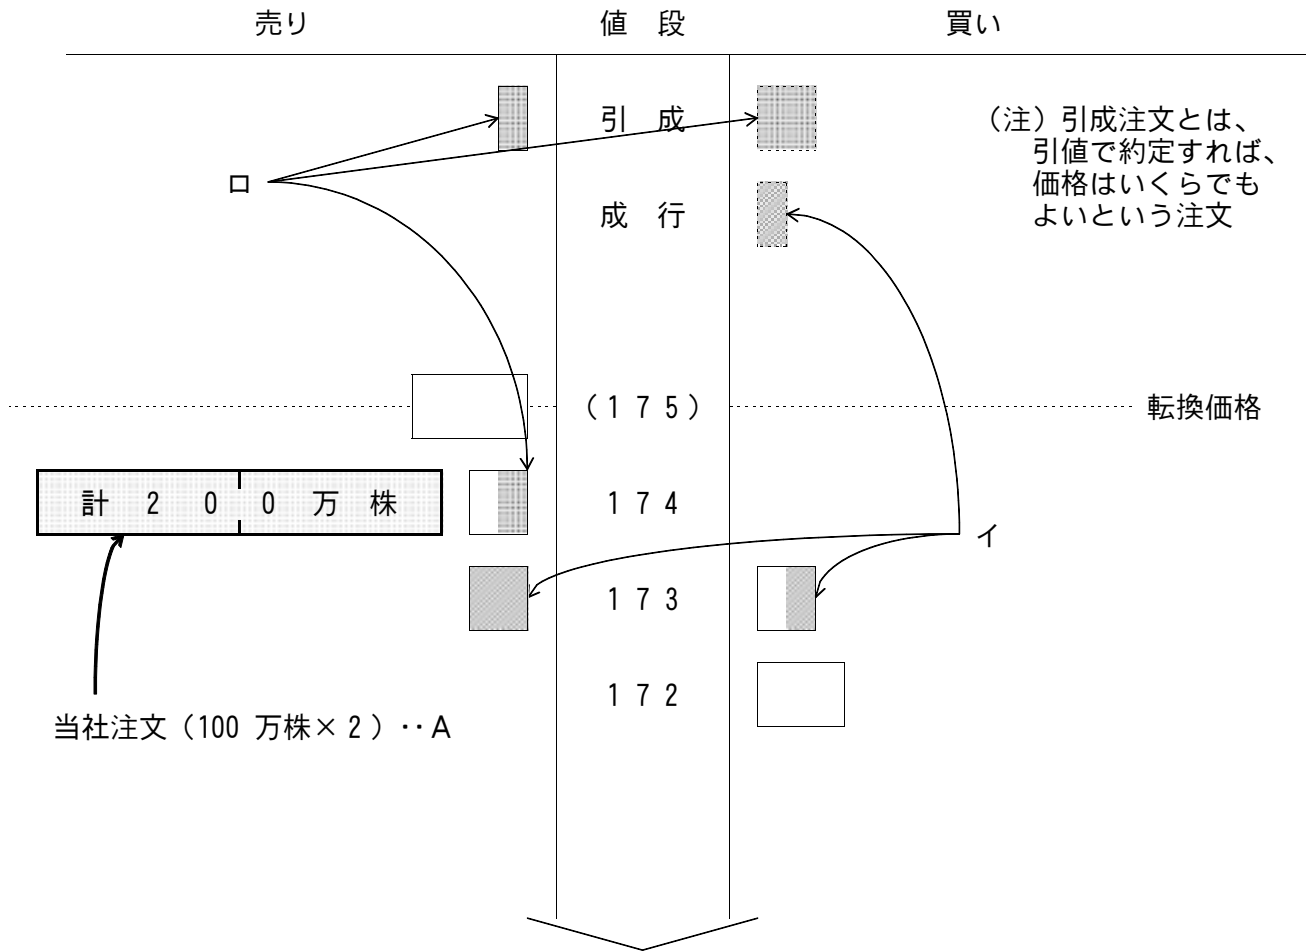 売り 値 段 買い
引 成
(注)引成注文とは、
引値で約定すれば、
価格はいくらでも
よいという注文
ロ
成 行
(175) 転換価格
計 2 0 0 万 株 174
イ
173
172
当社注文(100 万株×2)‥A